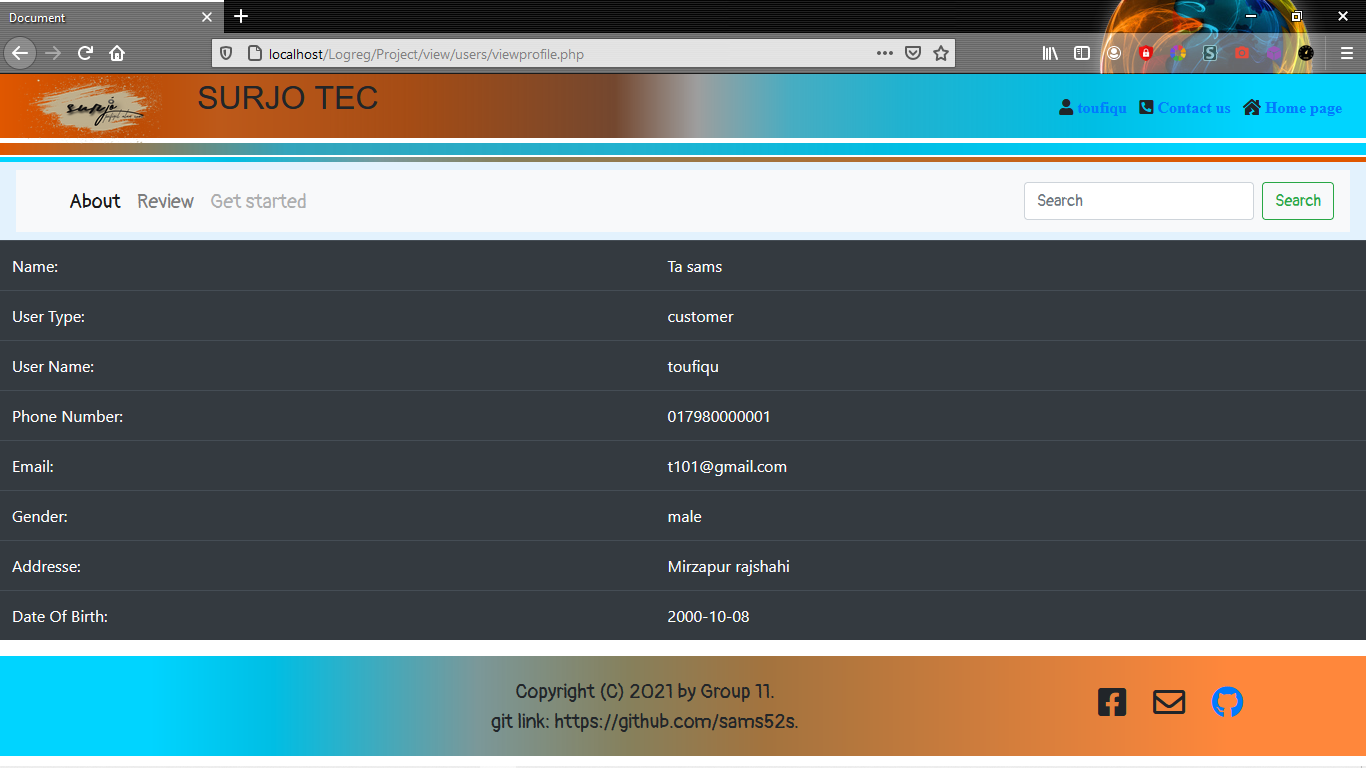 Document
localhost/Logreg/Project/view/users/viewprofile.php
surjo
SURJO TEC
toufiqu Contact us Home page
About Review Get started Search Search
Name: Ta sams
User Type: customer
User Name: toufiqu
Phone Number: 017980000001
Email: t101@gmail.com
Gender: male
Addresse: Mirzapur rajshahi
Date Of Birth: 2000-10-08
Copyright (C) 2021 by Group 11.
git link: https://github.com/sams52s.